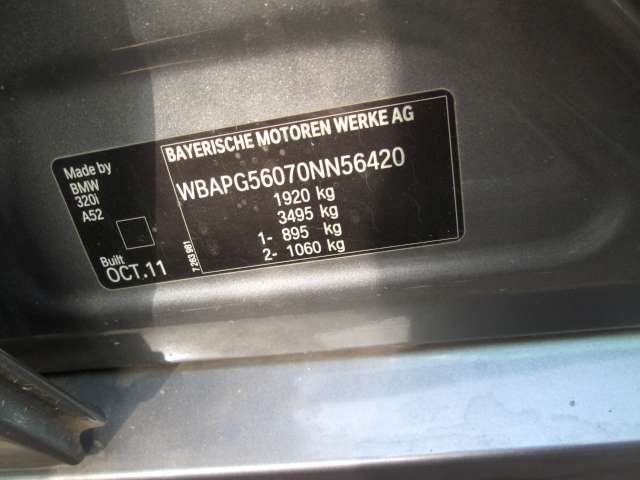 Made by
BMW
320i
A52
Built
OCT.11
BAYERISCHE MOTOREN WERKE AG
WBAPG56070NN56420
1920 kg
3495 kg
1- 895 kg
2- 1060 kg
7 263 981